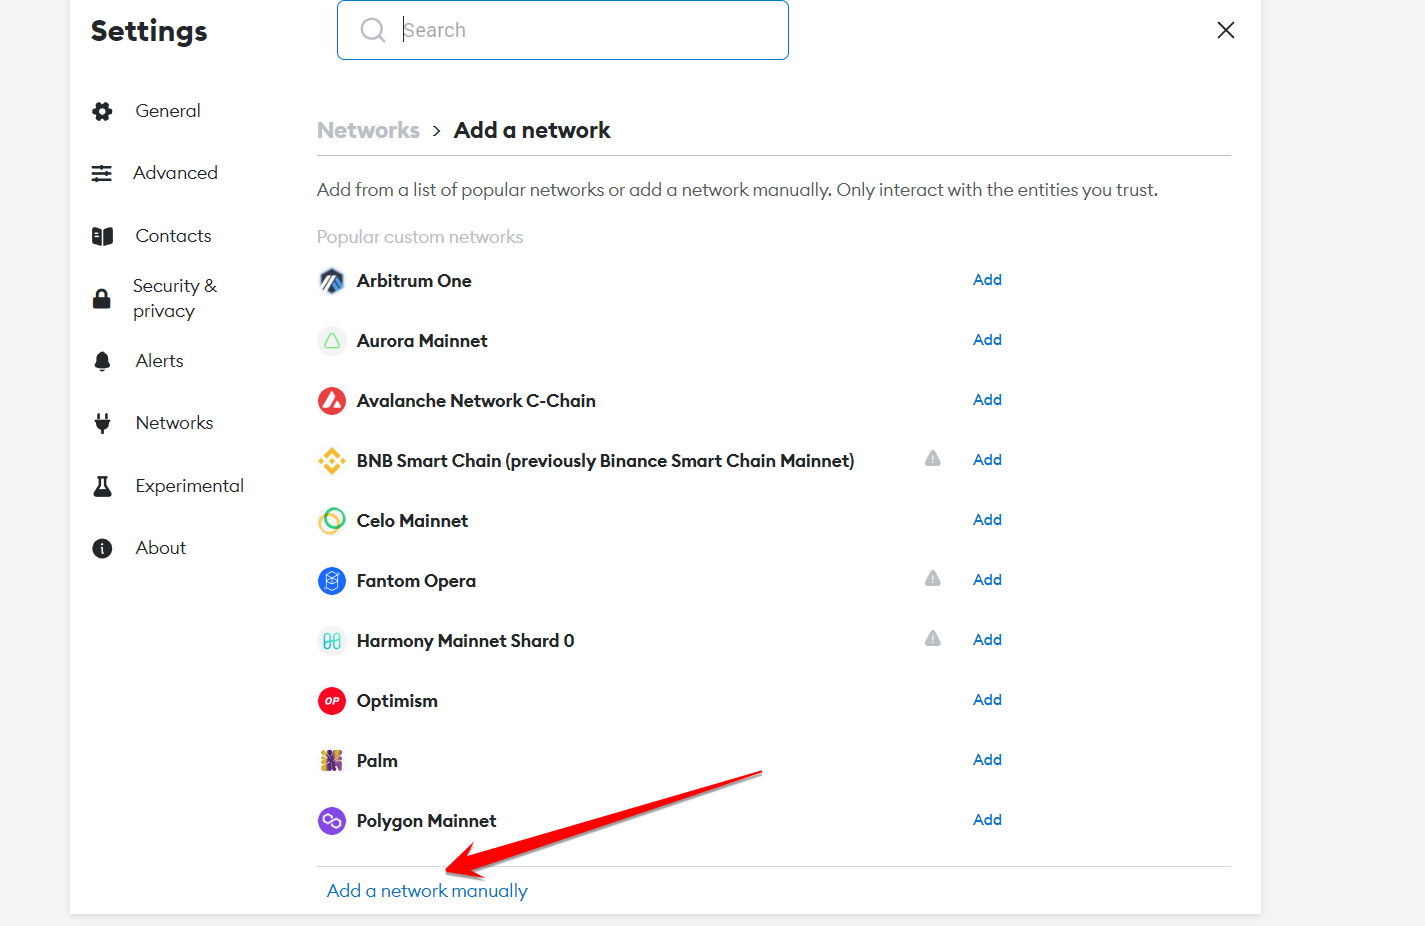 Settings
Search
General
Advanced
Contacts
Security &
privacy
Alerts
Networks
Experimental
About
Networks > Add a network
Add from a list of popular networks or add a network manually. Only interact with the entities you trust.
Popular custom networks
Arbitrum One Add
Aurora Mainnet Add
Avalanche Network C-Chain Add
BNB Smart Chain (previously Binance Smart Chain Mainnet) Add
Celo Mainnet Add
Fantom Opera Add
Harmony Mainnet Shard 0 Add
OP Optimism Add
Palm Add
Polygon Mainnet Add
Add a network manually